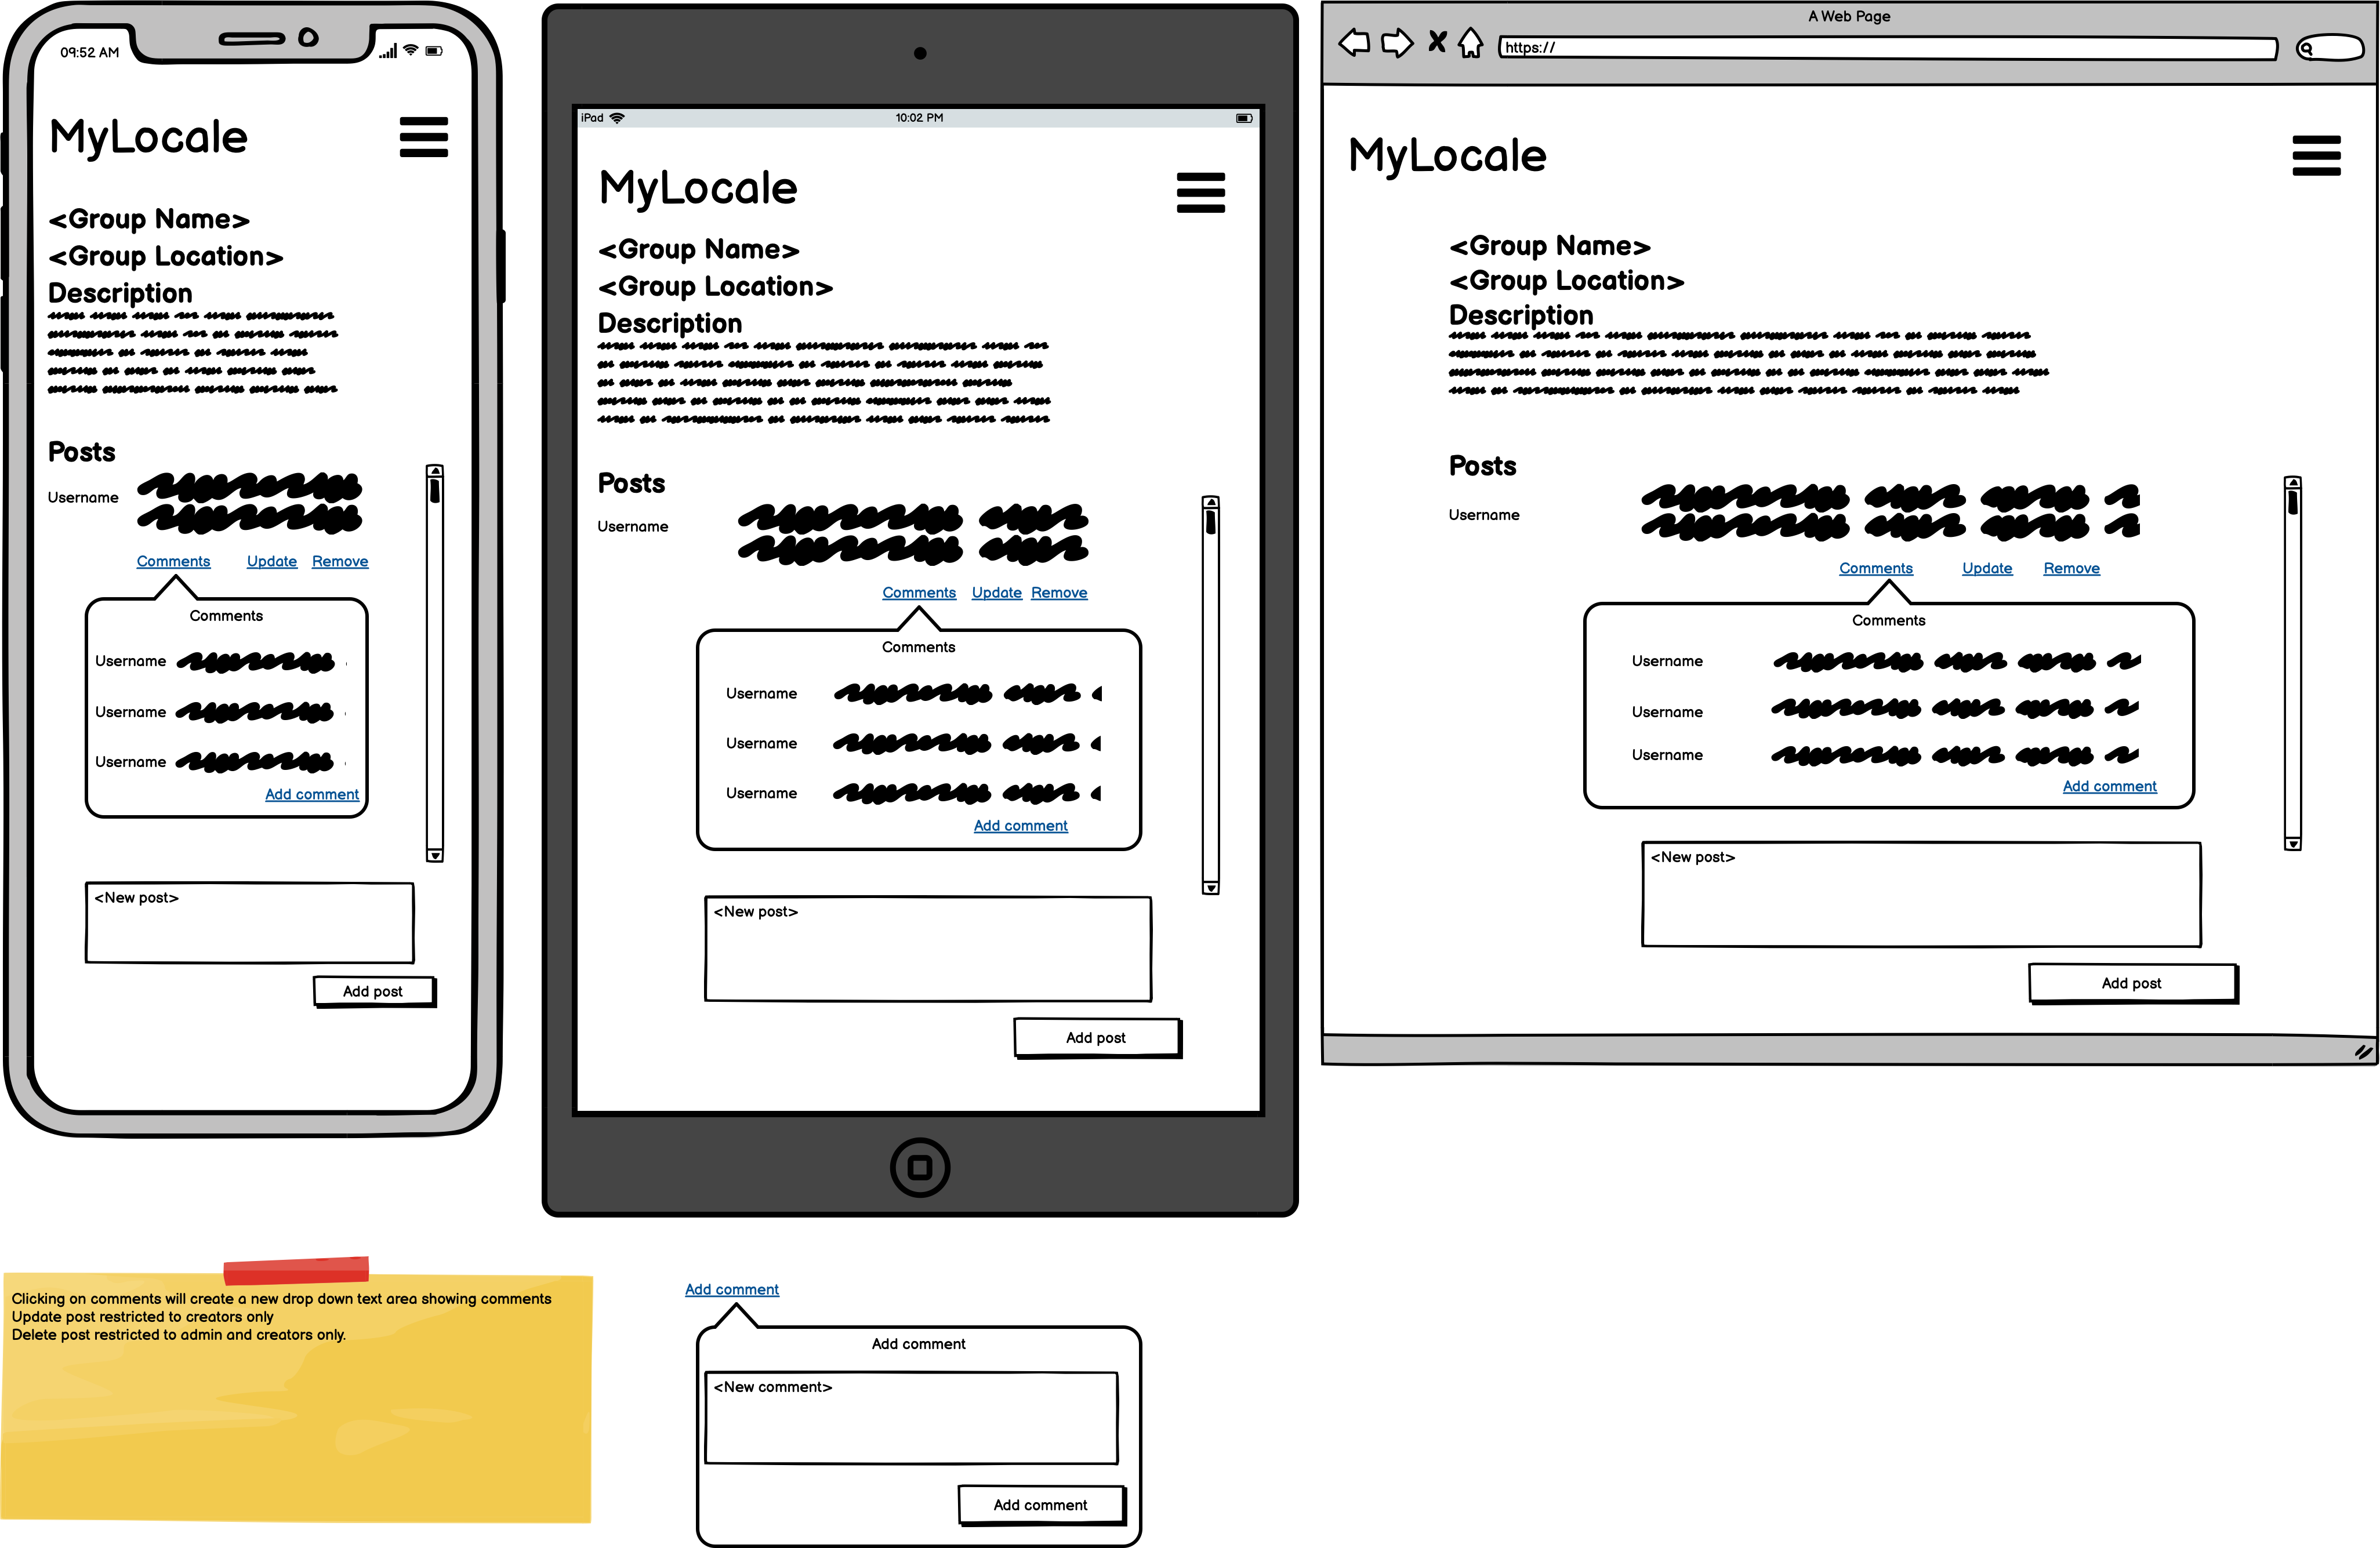 09:52 AM
MyLocale
<Group Name>
<Group Location>
Description
Posts
Username
Comments Update Remove
Comments
Username
Username
Username
Add comment
<New post>
Add post
iPad 10:02 PM
MyLocale
<Group Name>
<Group Location>
Description
Posts
Username
Comments Update Remove
Comments
Username
Username
Username
Add comment
<New post>
Add post
A Web Page
https://
MyLocale
<Group Name>
<Group Location>
Description
Posts
Username
Comments Update Remove
Comments
Username
Username
Username
Add comment
<New post>
Add post
Clicking on comments will create a new drop down text area showing comments
Update post restricted to creators only
Delete post restricted to admin and creators only.
Add comment
Add comment
<New comment>
Add comment